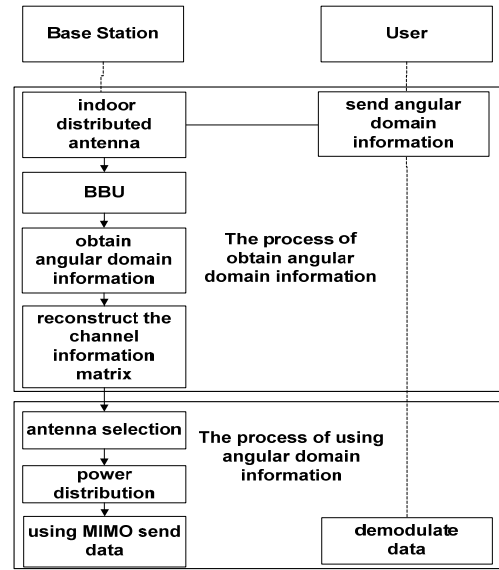 Base Station
User
indoor
distributed
antenna
send angular
domain
information
BBU
obtain
angular domain
information
The process of
obtain angular
domain information
reconstruct the
channel
information
matrix
antenna selection
The process of using
angular domain
information
power
distribution
using MIMO send
data
demodulate
data